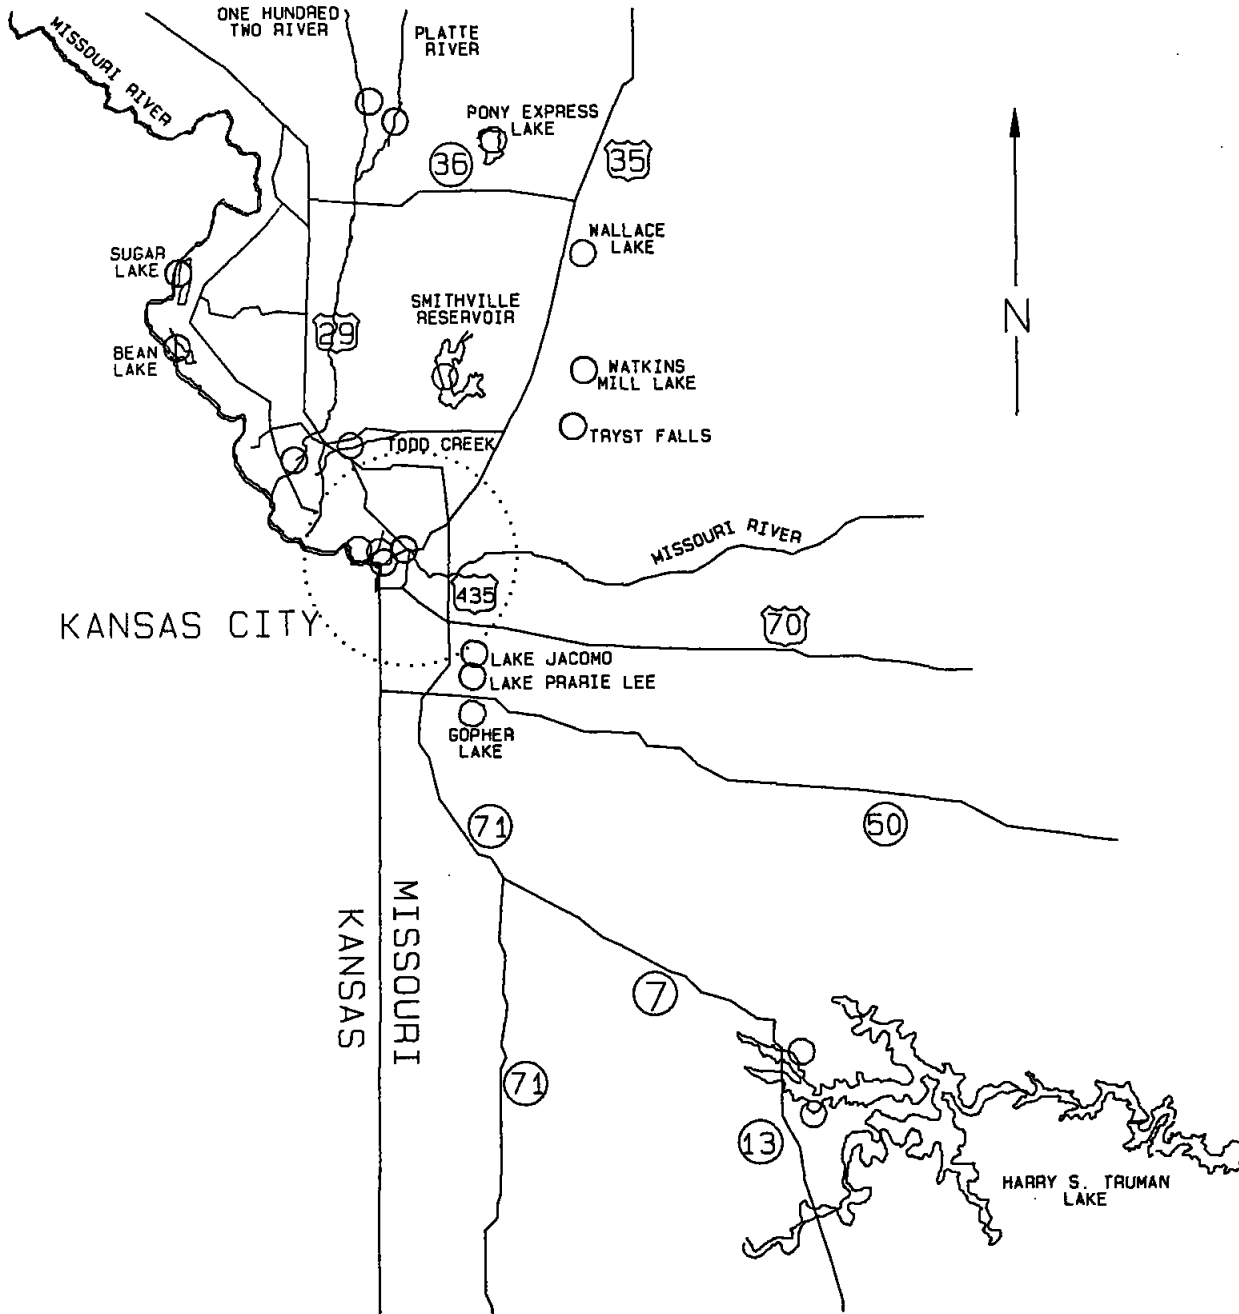 ONE HUNDRED
TWO RIVER
PLATTE
RIVER
MISSOURI RIVER
PONY EXPRESS
LAKE
36
35
WALLACE
LAKE
SUGAR
LAKE
SMITHVILLE
RESERVOIR
N
29
BEAN
LAKE
WATKINS
MILL LAKE
TRYST FALLS
TODD CREEK
MISSOURI RIVER
435
KANSAS CITY
70
LAKE JACOMO
LAKE PRARIE LEE
GOPHER
LAKE
71
50
MISSOURI
KANSAS
7
71
13
HARRY S. TRUMAN
LAKE